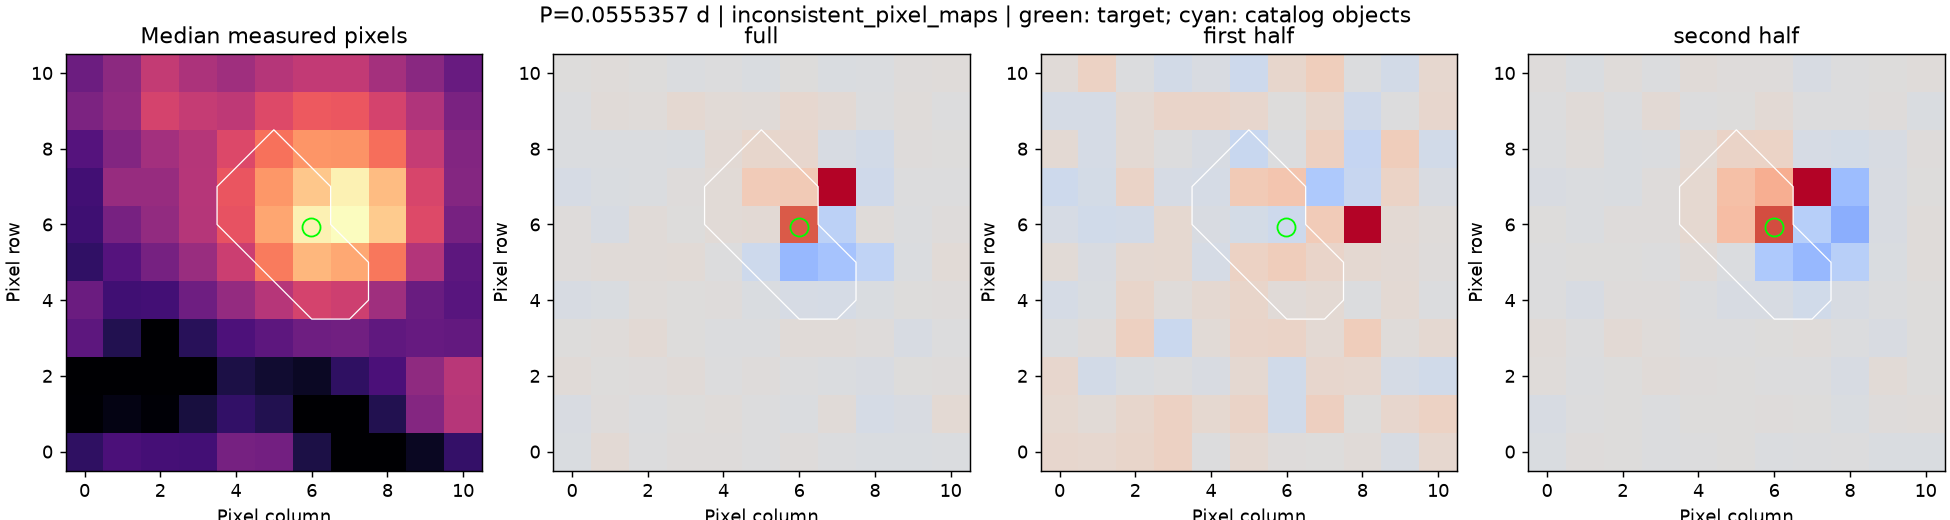 P=0.0555357 d | inconsistent_pixel_maps | green: target; cyan: catalog objects
Median measured pixels
full
first half
second half
10
8
6
4
2
0
Pixel row
0 2 4 6 8 10
Pixel column
10
8
6
4
2
0
Pixel row
0 2 4 6 8 10
Pixel column
10
8
6
4
2
0
Pixel row
0 2 4 6 8 10
Pixel column
10
8
6
4
2
0
Pixel row
0 2 4 6 8 10
Pixel column